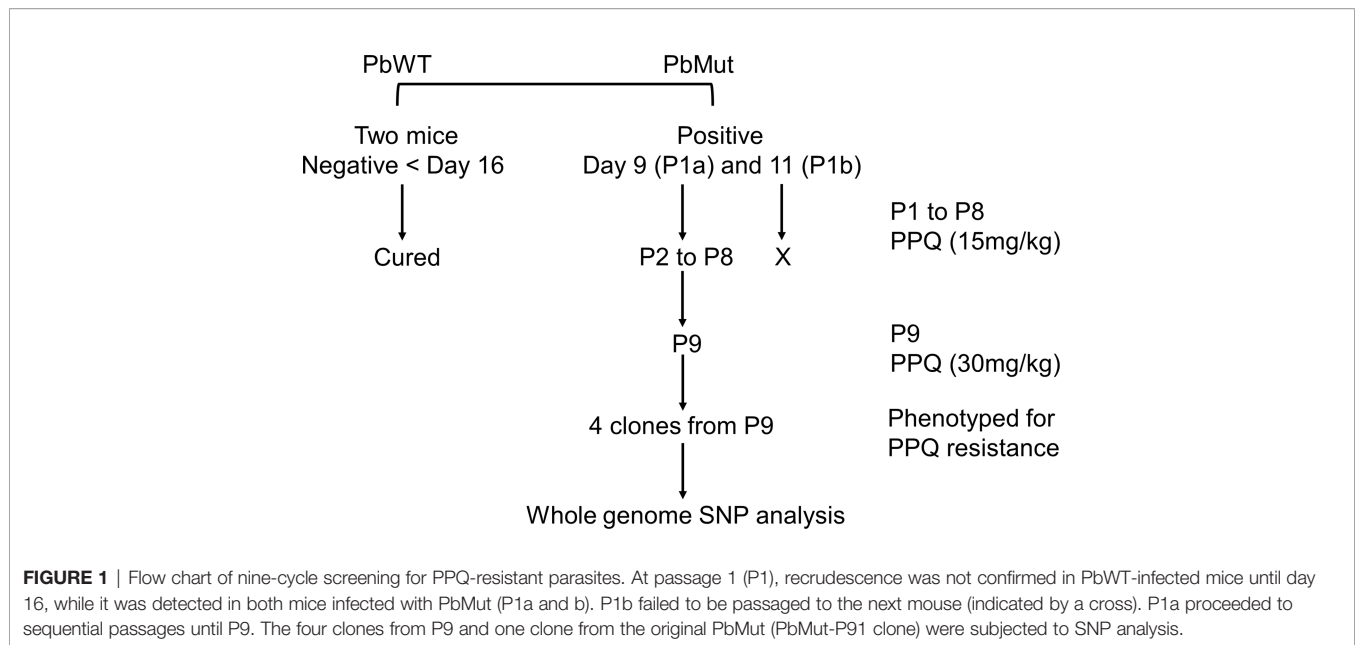 PbWT PbMut
Two mice Positive
Negative < Day 16 Day 9 (P1a) and 11 (P1b)
P1 to P8
PPQ (15mg/kg)
Cured P2 to P8 X
P9
P9
PPQ (30mg/kg)
4 clones from P9
Phenotyped for
PPQ resistance
Whole genome SNP analysis
FIGURE 1 | Flow chart of nine-cycle screening for PPQ-resistant parasites. At passage 1 (P1), recrudescence was not confirmed in PbWT-infected mice until day
16, while it was detected in both mice infected with PbMut (P1a and b). P1b failed to be passaged to the next mouse (indicated by a cross). P1a proceeded to
sequential passages until P9. The four clones from P9 and one clone from the original PbMut (PbMut-P91 clone) were subjected to SNP analysis.